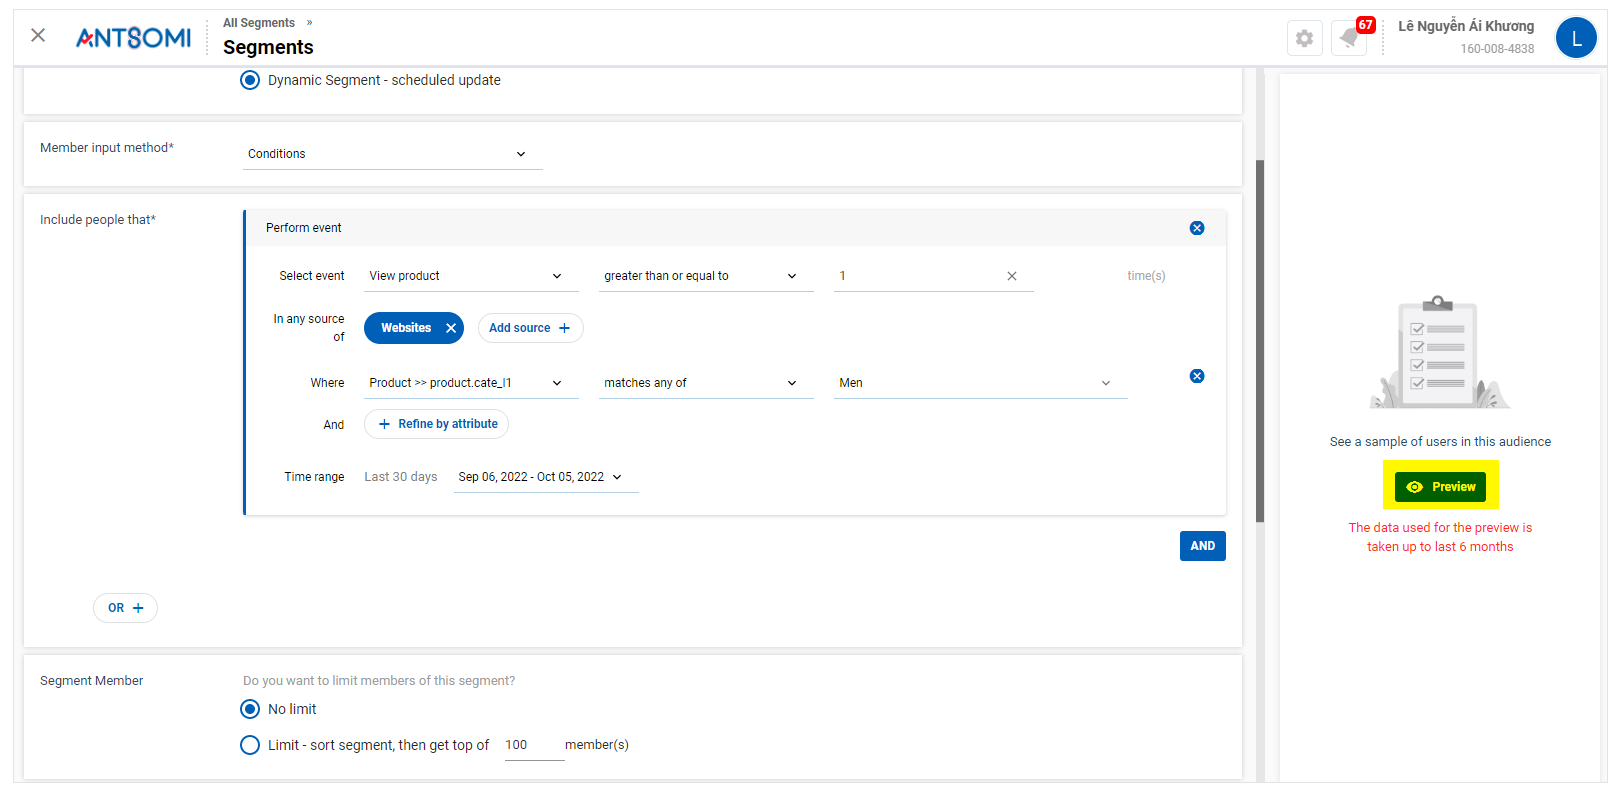 ANTSOMI
All Segments »
Segments
67
Lê Nguyễn Ái Khương
160-008-4838
L
Dynamic Segment - scheduled update
Member input method*
Conditions
Include people that*
Perform event
Select event
View product
greater than or equal to
1
time(s)
In any source of
Websites
Add source +
Where
Product >> product.cate_l1
matches any of
Men
And
+ Refine by attribute
Time range
Last 30 days
Sep 06, 2022 - Oct 05, 2022
AND
OR +
Segment Member
Do you want to limit members of this segment?
No limit
Limit - sort segment, then get top of 100 member(s)
See a sample of users in this audience
Preview
The data used for the preview is
taken up to last 6 months